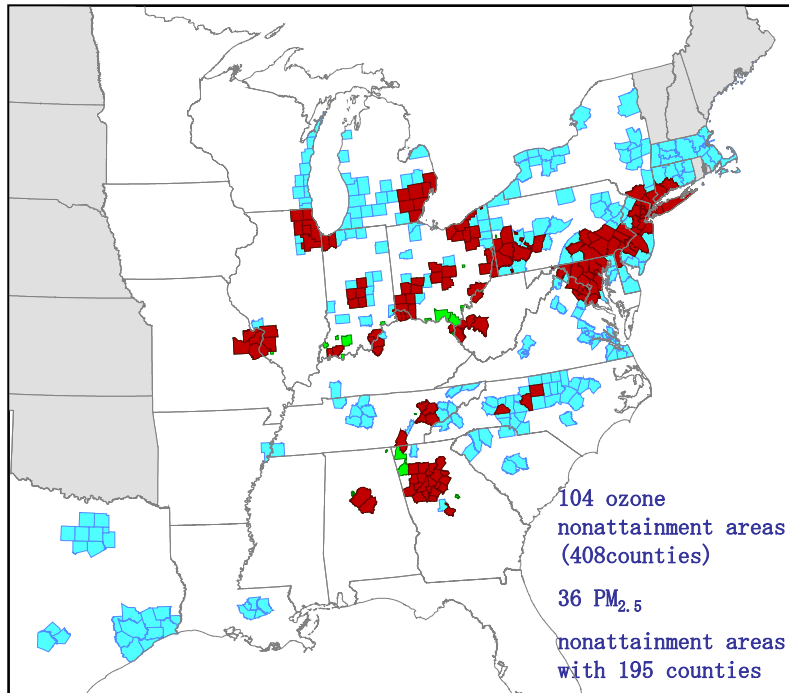 104 ozone
nonattainment areas
(408counties)
36 PM2.5
nonattainment areas
with 195 counties